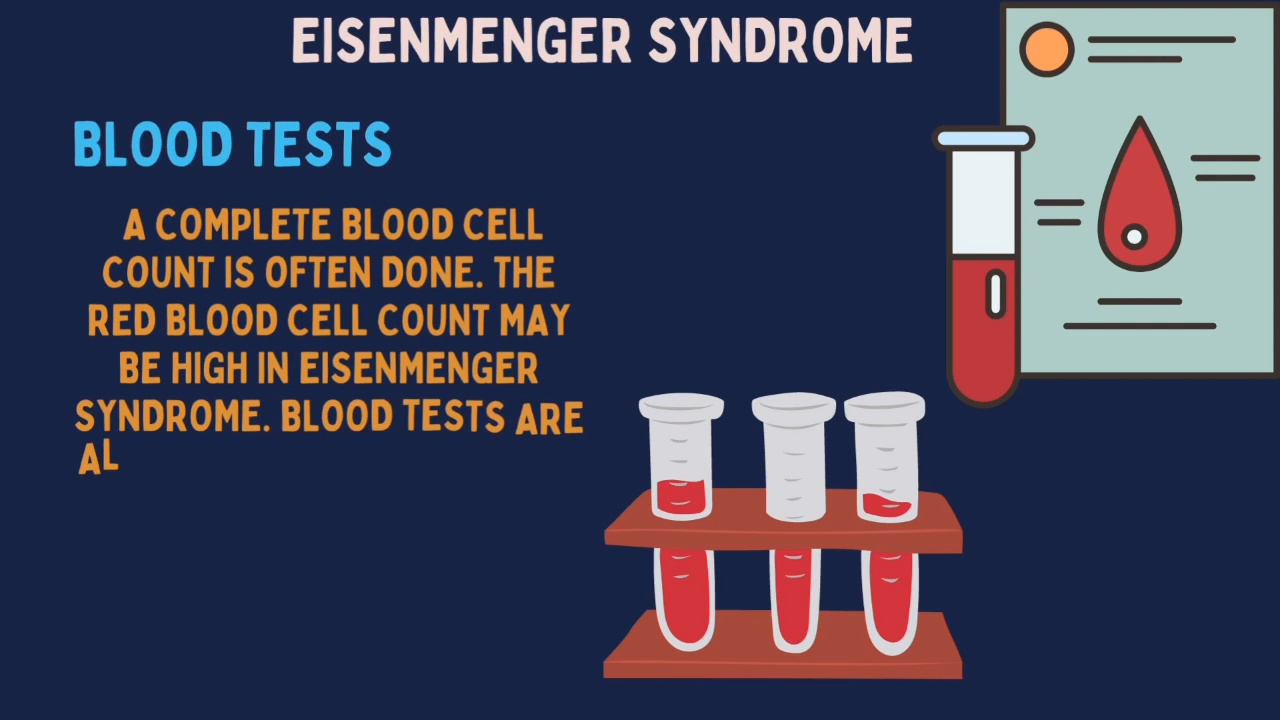 EISENMENGER SYNDROME
BLOOD TESTS
A COMPLETE BLOOD CELL
COUNT IS OFTEN DONE. THE
RED BLOOD CELL COUNT MAY
BE HIGH IN EISENMENGER
SYNDROME. BLOOD TESTS ARE
AL